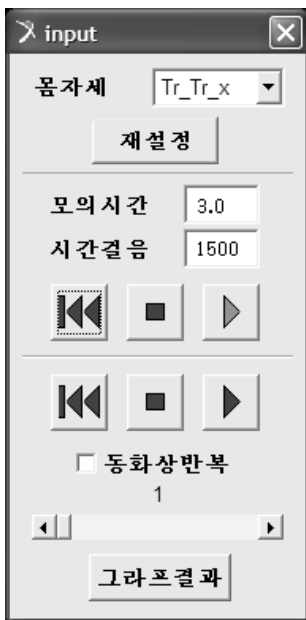 input
몸자세 Tr_Tr_x
재설정
모의시간 3.0
시간걸음 1500
동화상반복
1
그라프결과